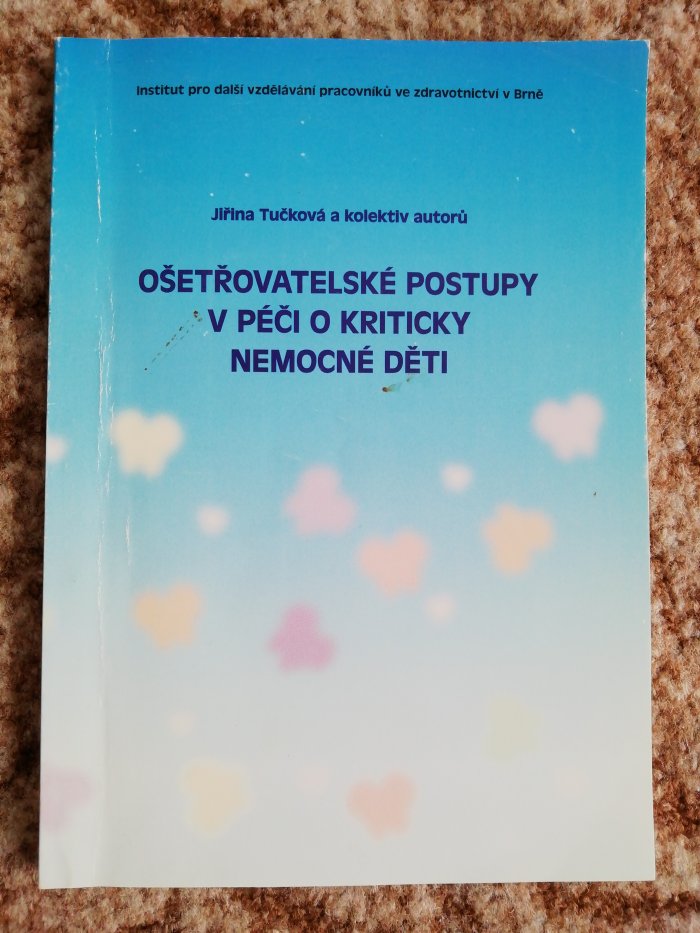 Institut pro další vzdělávání pracovníků ve zdravotnictví v Brně
Jiřina Tučková a kolektiv autorů
OŠETŘOVATELSKÉ POSTUPY
V PÉČI O KRITICKY
NEMOCNÉ DĚTI